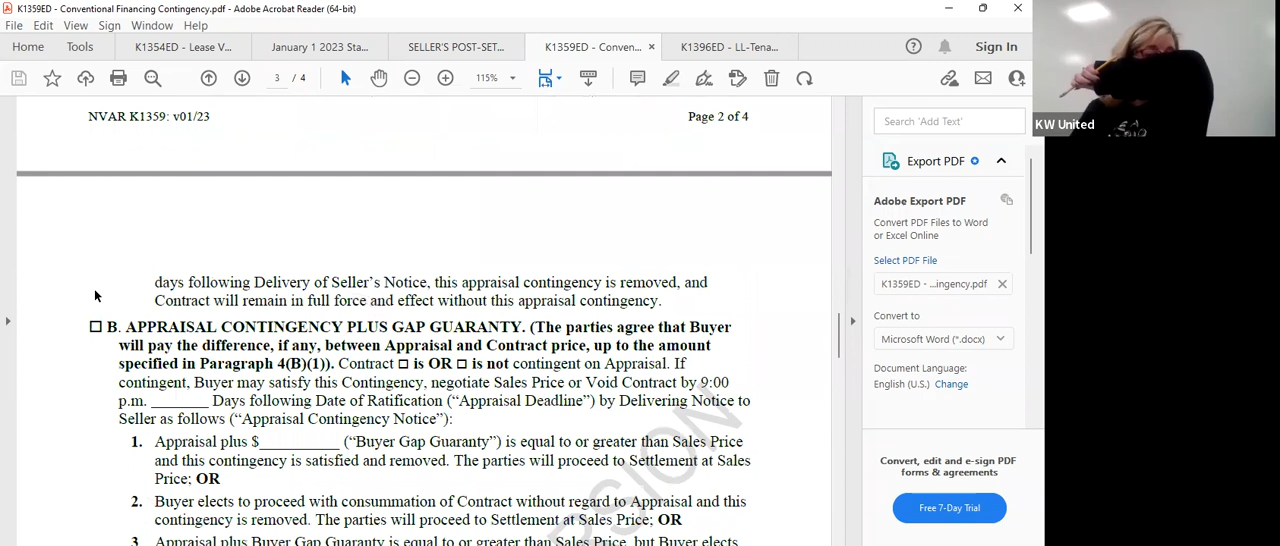 K1359ED - Conventional Financing Contingency.pdf - Adobe Acrobat Reader (64-bit)
File Edit View Sign Window Help
Home Tools K1354ED - Lease V... January 1 2023 Sta... SELLER'S POST-SET... K1359ED - Conven... × K1396ED - LL-Tena... Sign In
3 / 4 115%
NVAR K1359: v01/23 Page 2 of 4
days following Delivery of Seller's Notice, this appraisal contingency is removed, and
Contract will remain in full force and effect without this appraisal contingency.
☐ B. APPRAISAL CONTINGENCY PLUS GAP GUARANTY. (The parties agree that Buyer
will pay the difference, if any, between Appraisal and Contract price, up to the amount
specified in Paragraph 4(B)(1)). Contract ☐ is OR ☐ is not contingent on Appraisal. If
contingent, Buyer may satisfy this Contingency, negotiate Sales Price or Void Contract by 9:00
p.m. _______ Days following Date of Ratification ("Appraisal Deadline") by Delivering Notice to
Seller as follows ("Appraisal Contingency Notice"):
1. Appraisal plus $__________ ("Buyer Gap Guaranty") is equal to or greater than Sales Price
and this contingency is satisfied and removed. The parties will proceed to Settlement at Sales
Price; OR
2. Buyer elects to proceed with consummation of Contract without regard to Appraisal and this
contingency is removed. The parties will proceed to Settlement at Sales Price; OR
3. Appraisal plus Buyer Gap Guaranty is equal to or greater than Sales Price, but Buyer elects
Search 'Add Text'
Export PDF
Adobe Export PDF
Convert PDF Files to Word
or Excel Online
Select PDF File
K1359ED - ...ingency.pdf
Convert to
Microsoft Word (*.docx)
Document Language:
English (U.S.) Change
Convert, edit and e-sign PDF
forms & agreements
Free 7-Day Trial
KW United